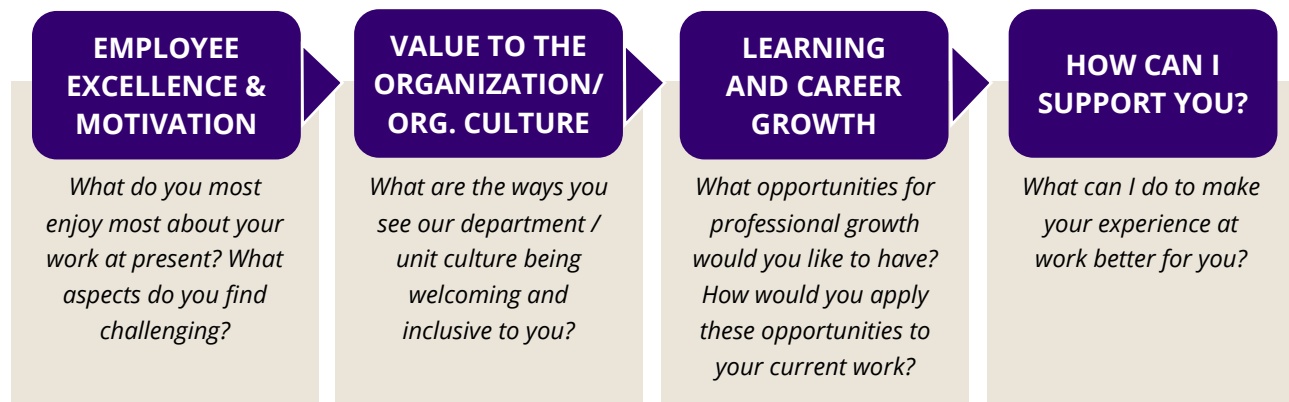 EMPLOYEE
EXCELLENCE &
MOTIVATION
What do you most
enjoy most about your
work at present? What
aspects do you find
challenging?
VALUE TO THE
ORGANIZATION/
ORG. CULTURE
What are the ways you
see our department /
unit culture being
welcoming and
inclusive to you?
LEARNING
AND CAREER
GROWTH
What opportunities for
professional growth
would you like to have?
How would you apply
these opportunities to
your current work?
HOW CAN I
SUPPORT YOU?
What can I do to make
your experience at
work better for you?